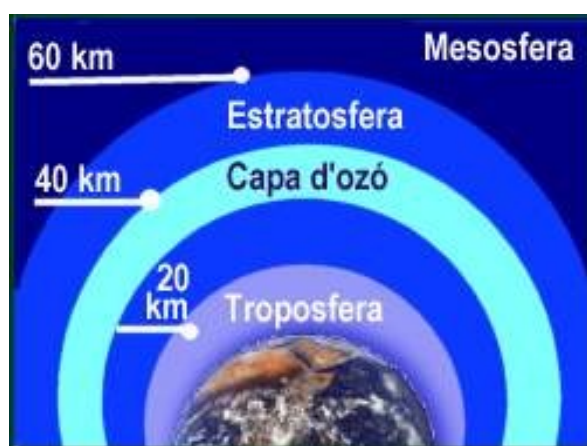 Mesosfera
60 km
Estratosfera
Capa d'ozó
40 km
20
km
Troposfera